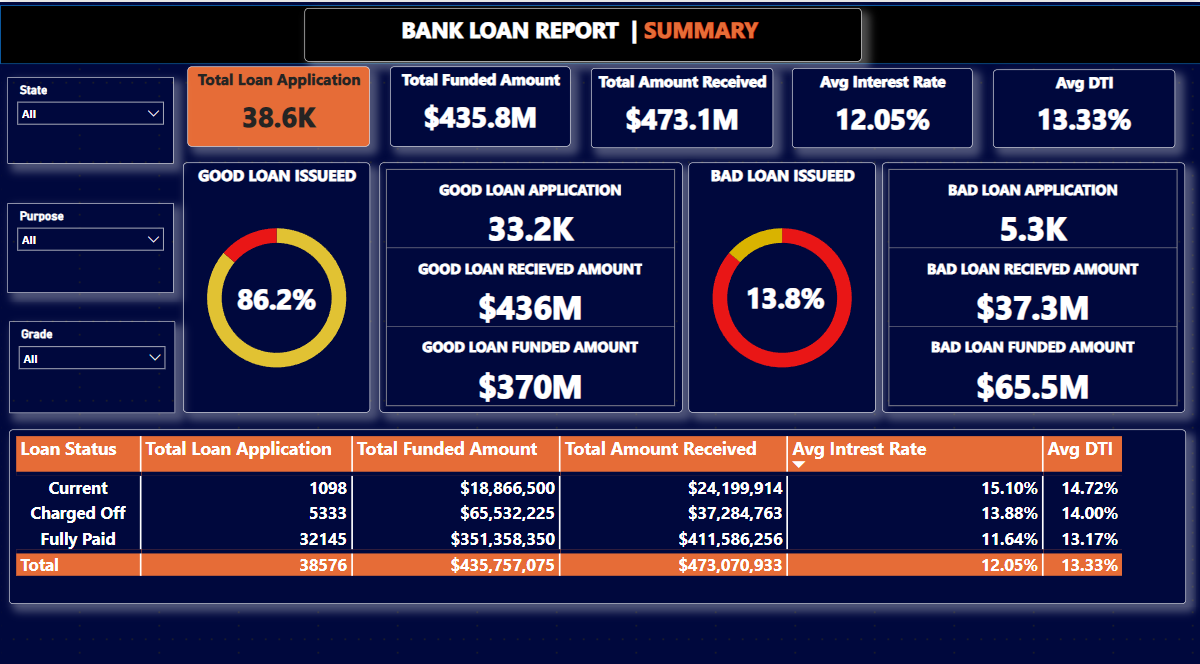 BANK LOAN REPORT | SUMMARY
State
All
Total Loan Application
38.6K
Total Funded Amount
$435.8M
Total Amount Received
$473.1M
Avg Interest Rate
12.05%
Avg DTI
13.33%
Purpose
All
Grade
All
GOOD LOAN ISSUEED
86.2%
GOOD LOAN APPLICATION
33.2K
GOOD LOAN RECIEVED AMOUNT
$436M
GOOD LOAN FUNDED AMOUNT
$370M
BAD LOAN ISSUEED
13.8%
BAD LOAN APPLICATION
5.3K
BAD LOAN RECIEVED AMOUNT
$37.3M
BAD LOAN FUNDED AMOUNT
$65.5M
Loan Status Total Loan Application Total Funded Amount Total Amount Received Avg Intrest Rate Avg DTI
Current 1098 $18,866,500 $24,199,914 15.10% 14.72%
Charged Off 5333 $65,532,225 $37,284,763 13.88% 14.00%
Fully Paid 32145 $351,358,350 $411,586,256 11.64% 13.17%
Total 38576 $435,757,075 $473,070,933 12.05% 13.33%